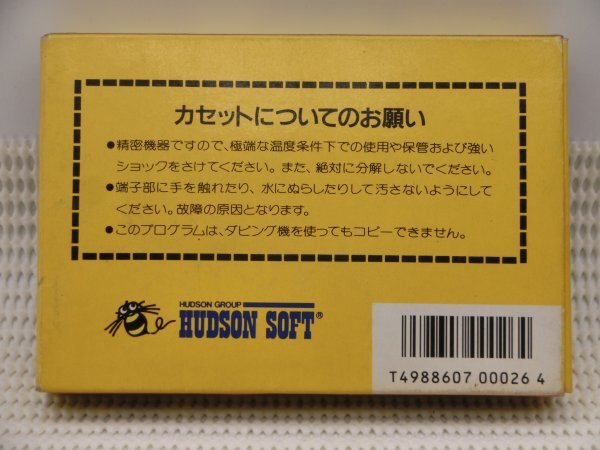 カセットについてのお願い
●精密機器ですので、極端な温度条件下での使用や保管および強い
ショックをさけてください。また、絶対に分解しないでください。
●端子部に手を触れたり、水にぬらしたりして汚さないようにして
ください。故障の原因となります。
●このプログラムは、ダビング機を使ってもコピーできません。
HUDSON GROUP
HUDSON SOFT®
T4988607 00026 4